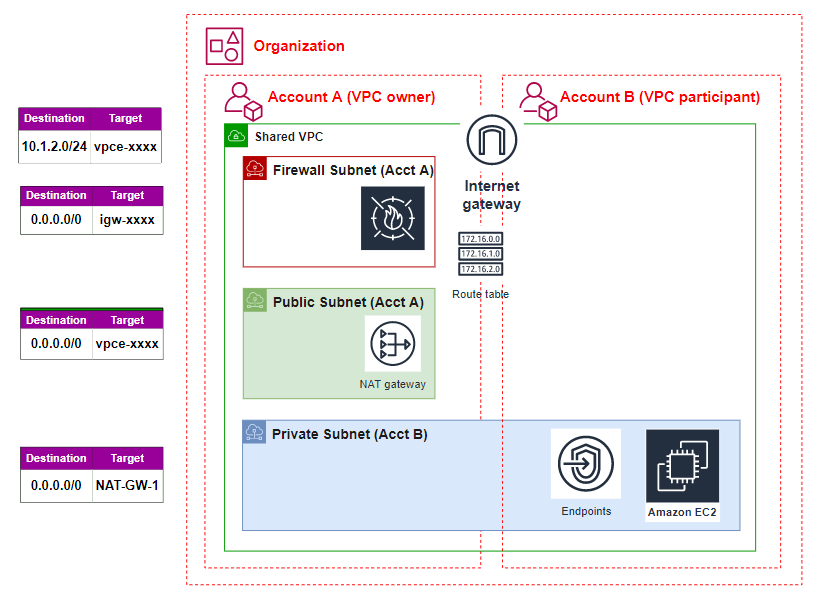 Organization
Account A (VPC owner)
Account B (VPC participant)
Destination Target
10.1.2.0/24 vpce-xxxx
Shared VPC
Firewall Subnet (Acct A)
Internet
gateway
Destination Target
0.0.0.0/0 igw-xxxx
172.16.0.0
172.16.1.0
172.16.2.0
Route table
Public Subnet (Acct A)
Destination Target
0.0.0.0/0 vpce-xxxx
NAT gateway
Private Subnet (Acct B)
Destination Target
0.0.0.0/0 NAT-GW-1
Endpoints
Amazon EC2